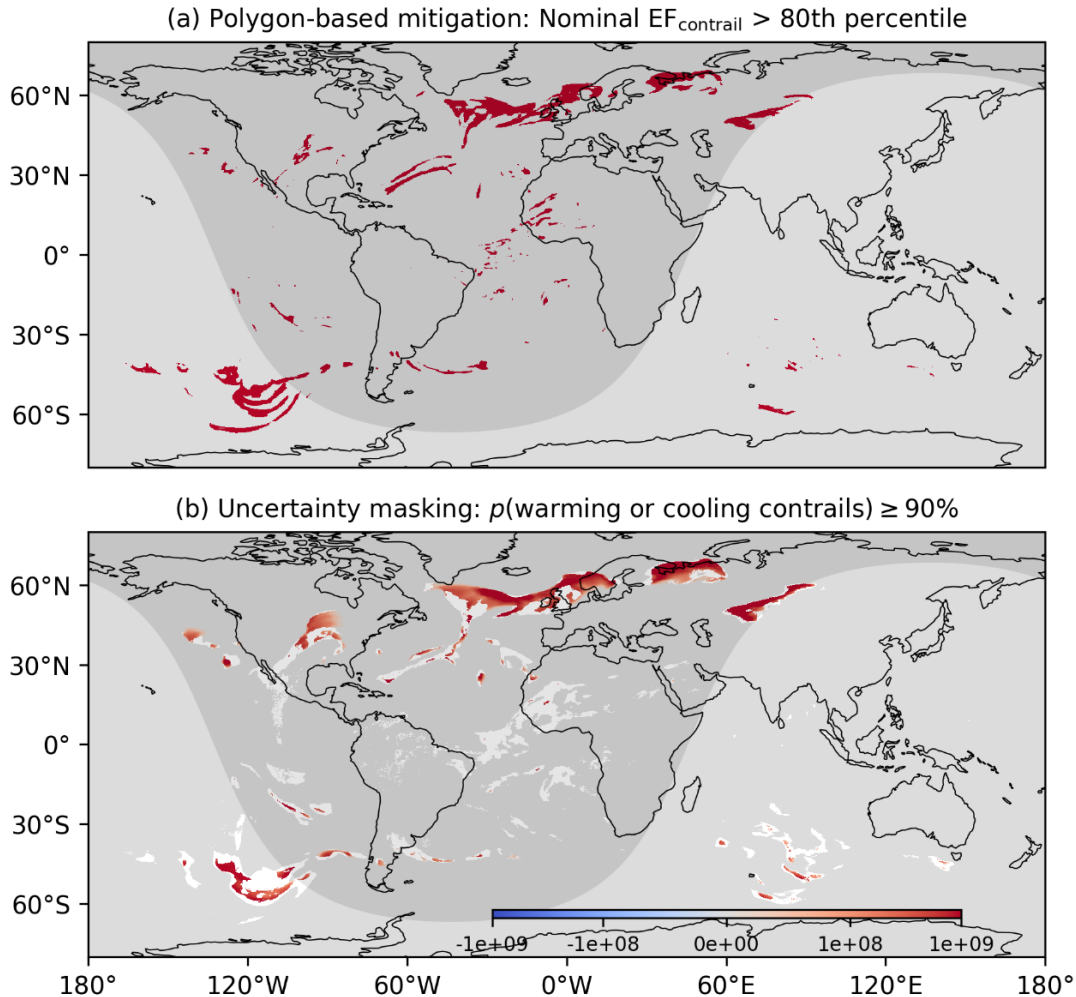 (a) Polygon-based mitigation: Nominal EFcontrail > 80th percentile
60°N
30°N
0°
30°S
60°S
(b) Uncertainty masking: p(warming or cooling contrails) ≥ 90%
60°N
30°N
0°
30°S
60°S
-1e+09 -1e+08 0e+00 1e+08 1e+09
180° 120°W 60°W 0°W 60°E 120°E 180°